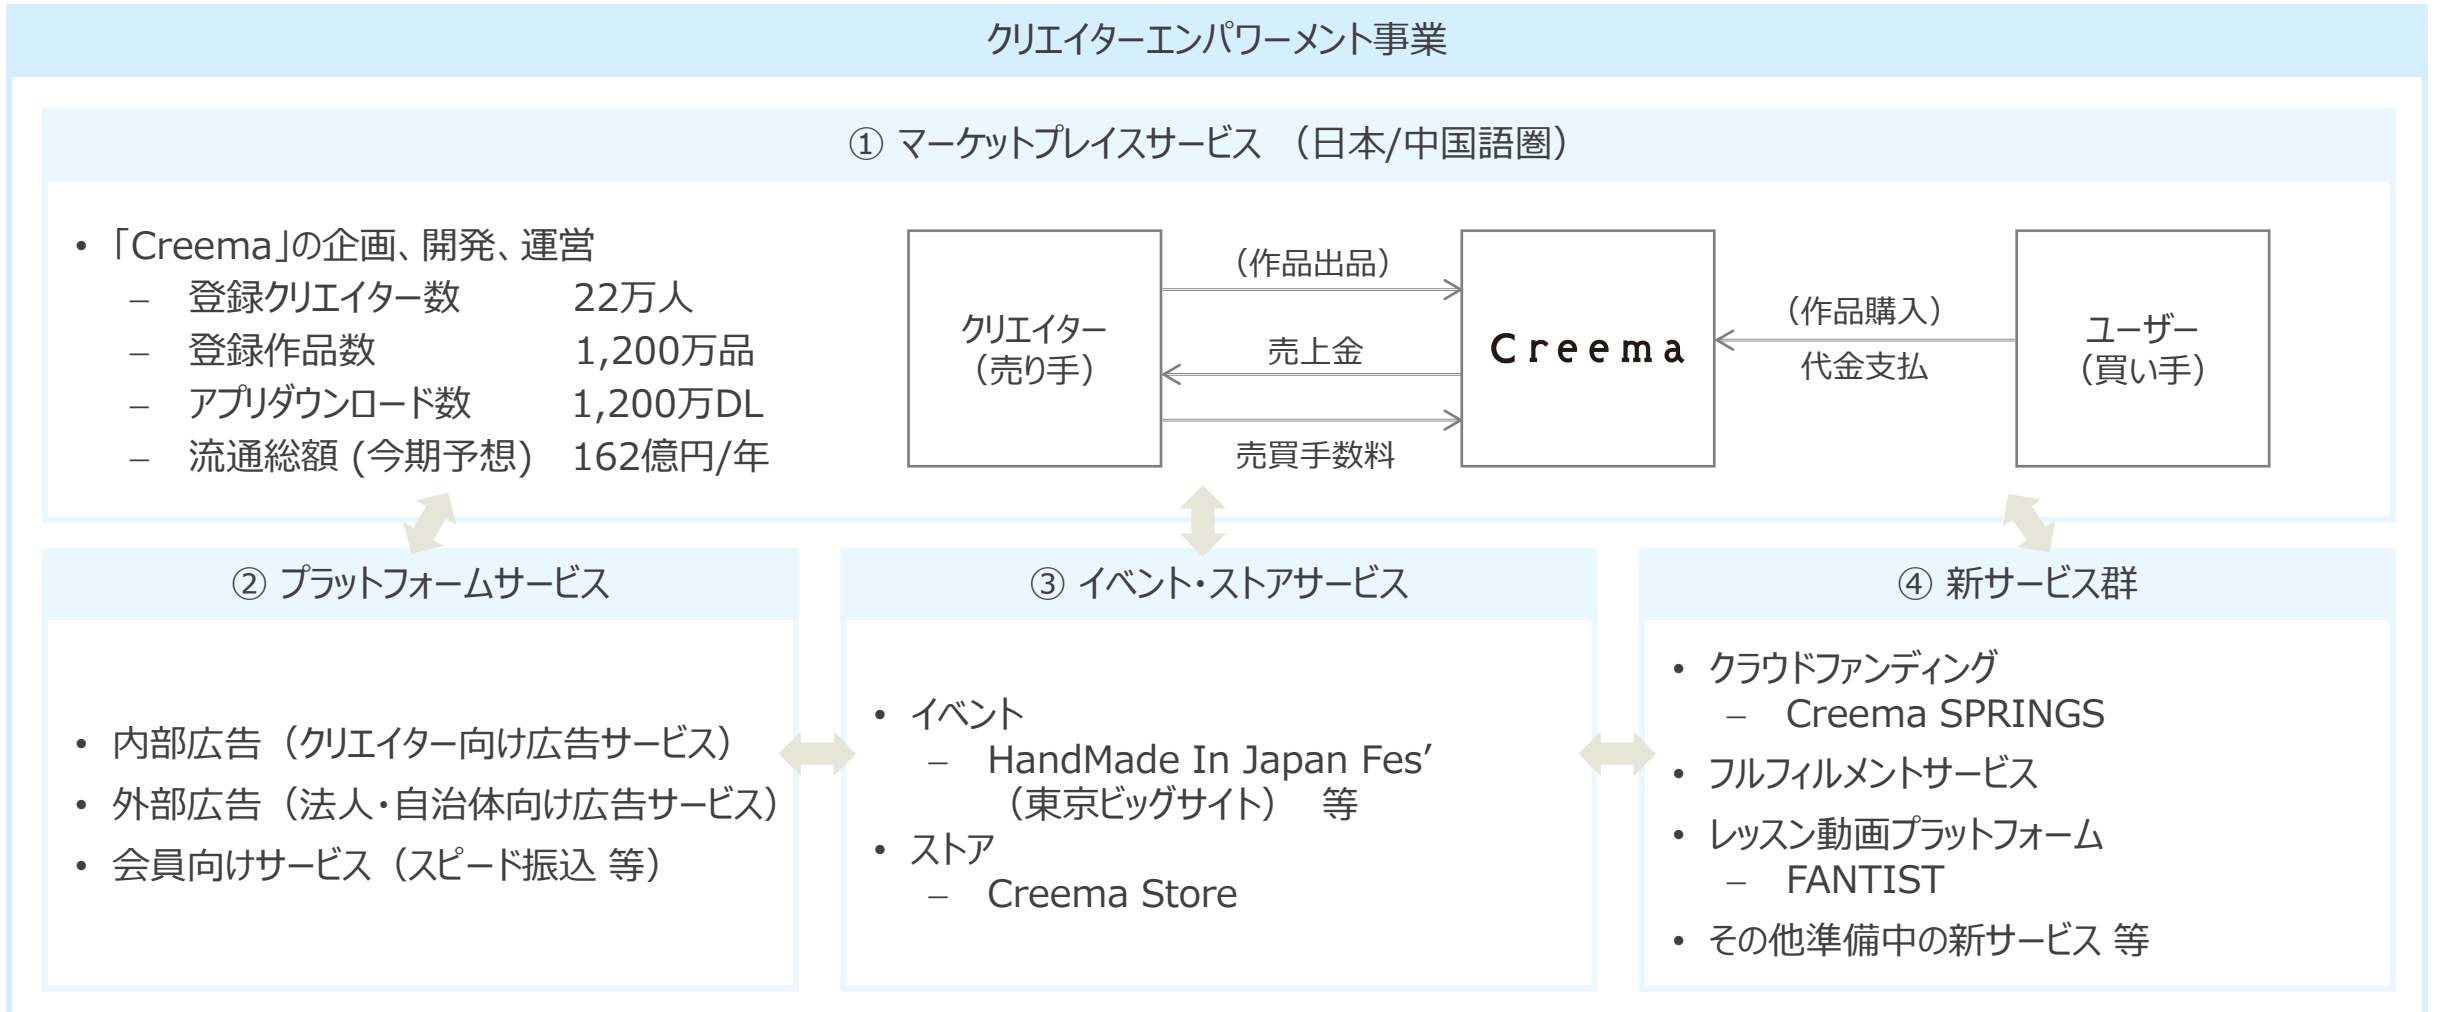 クリエイターエンパワーメント事業
① マーケットプレイスサービス （日本/中国語圏）
• 「Creema」の企画、開発、運営
– 登録クリエイター数 22万人
– 登録作品数 1,200万品
– アプリダウンロード数 1,200万DL
– 流通総額 (今期予想) 162億円/年
クリエイター
（売り手）
（作品出品）
売上金
売買手数料
Creema
（作品購入）
代金支払
ユーザー
（買い手）
② プラットフォームサービス
• 内部広告（クリエイター向け広告サービス）
• 外部広告（法人・自治体向け広告サービス）
• 会員向けサービス（スピード振込 等）
③ イベント・ストアサービス
• イベント
– HandMade In Japan Fes’
（東京ビッグサイト） 等
• ストア
– Creema Store
④ 新サービス群
• クラウドファンディング
– Creema SPRINGS
• フルフィルメントサービス
• レッスン動画プラットフォーム
– FANTIST
• その他準備中の新サービス 等